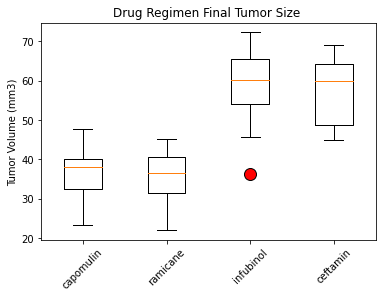 Drug Regimen Final Tumor Size
Tumor Volume (mm3)
70
60
50
40
30
20
capomulin
ramicane
infubinol
ceftamin